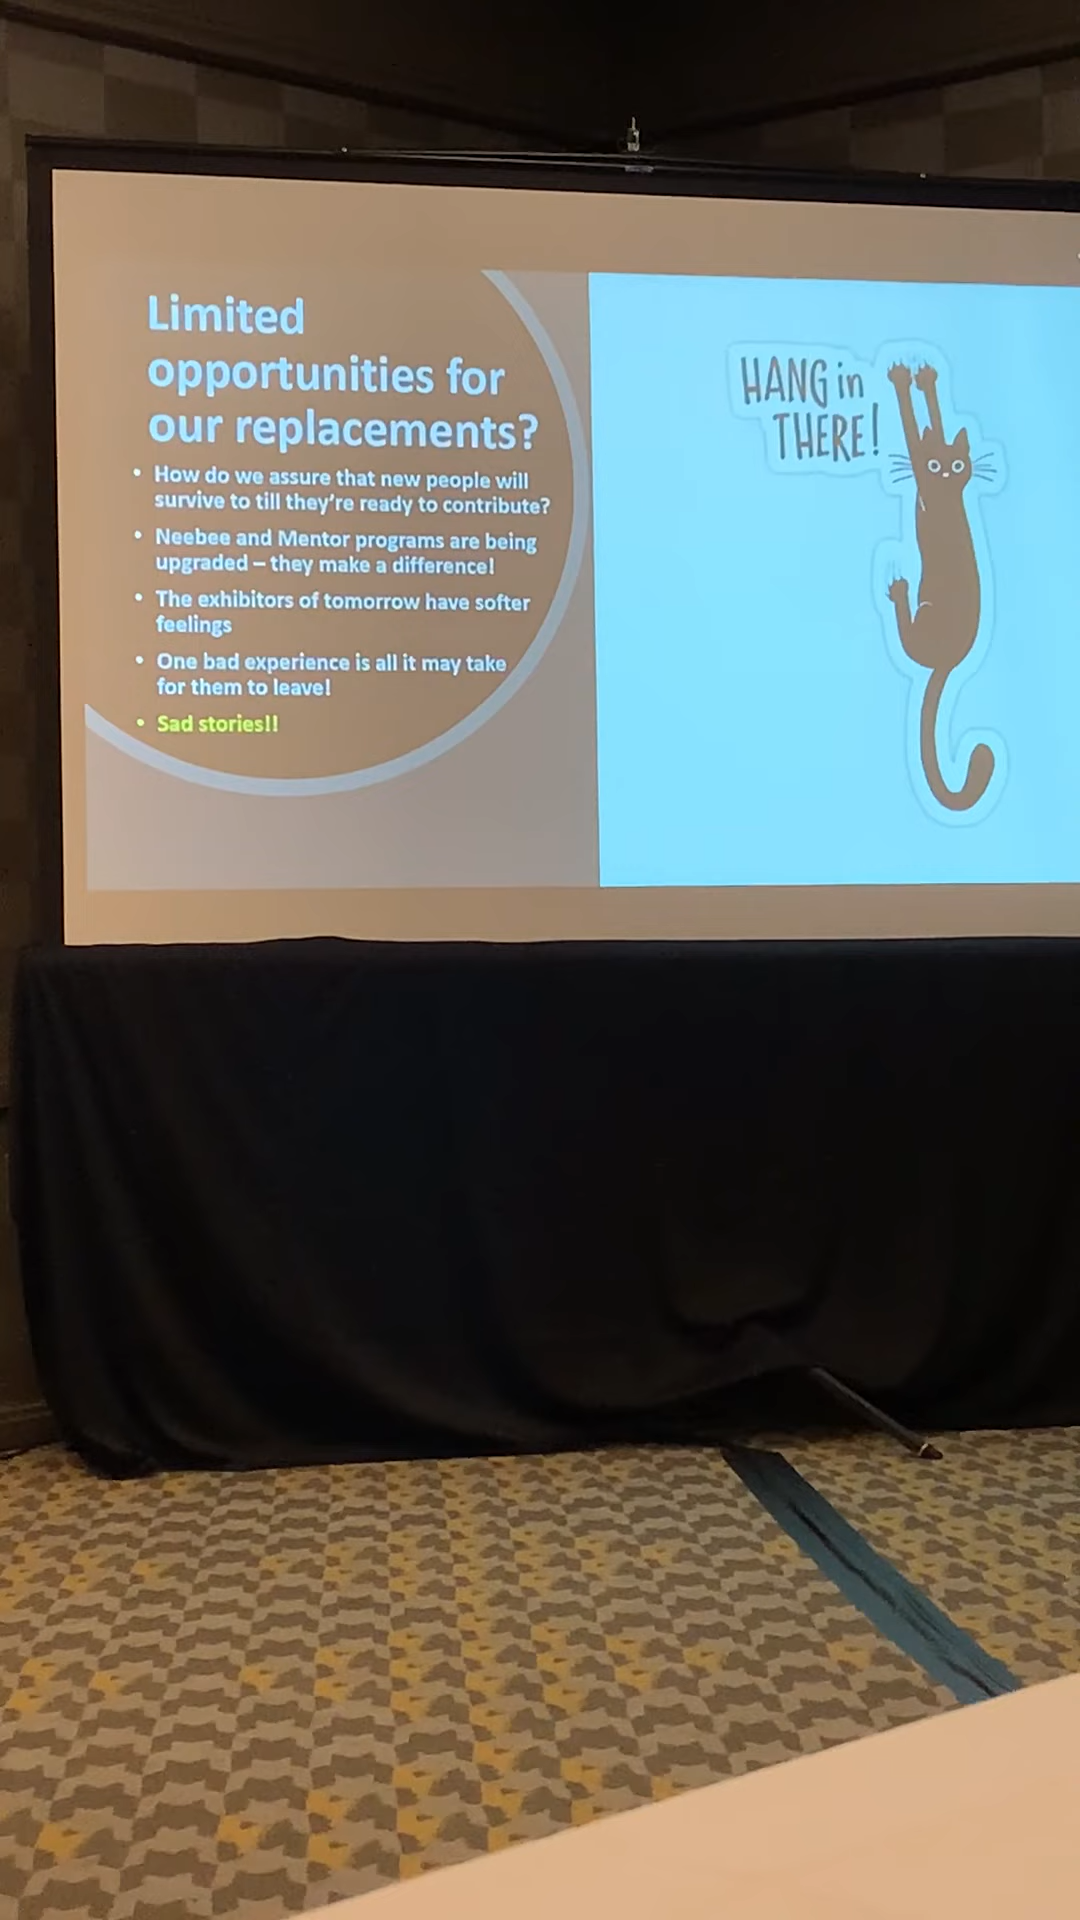 Limited
opportunities for
our replacements?
• How do we assure that new people will
survive to till they're ready to contribute?
• Neebee and Mentor programs are being
upgraded – they make a difference!
• The exhibitors of tomorrow have softer
feelings
• One bad experience is all it may take
for them to leave!
• Sad stories!!
HANG in
THERE!